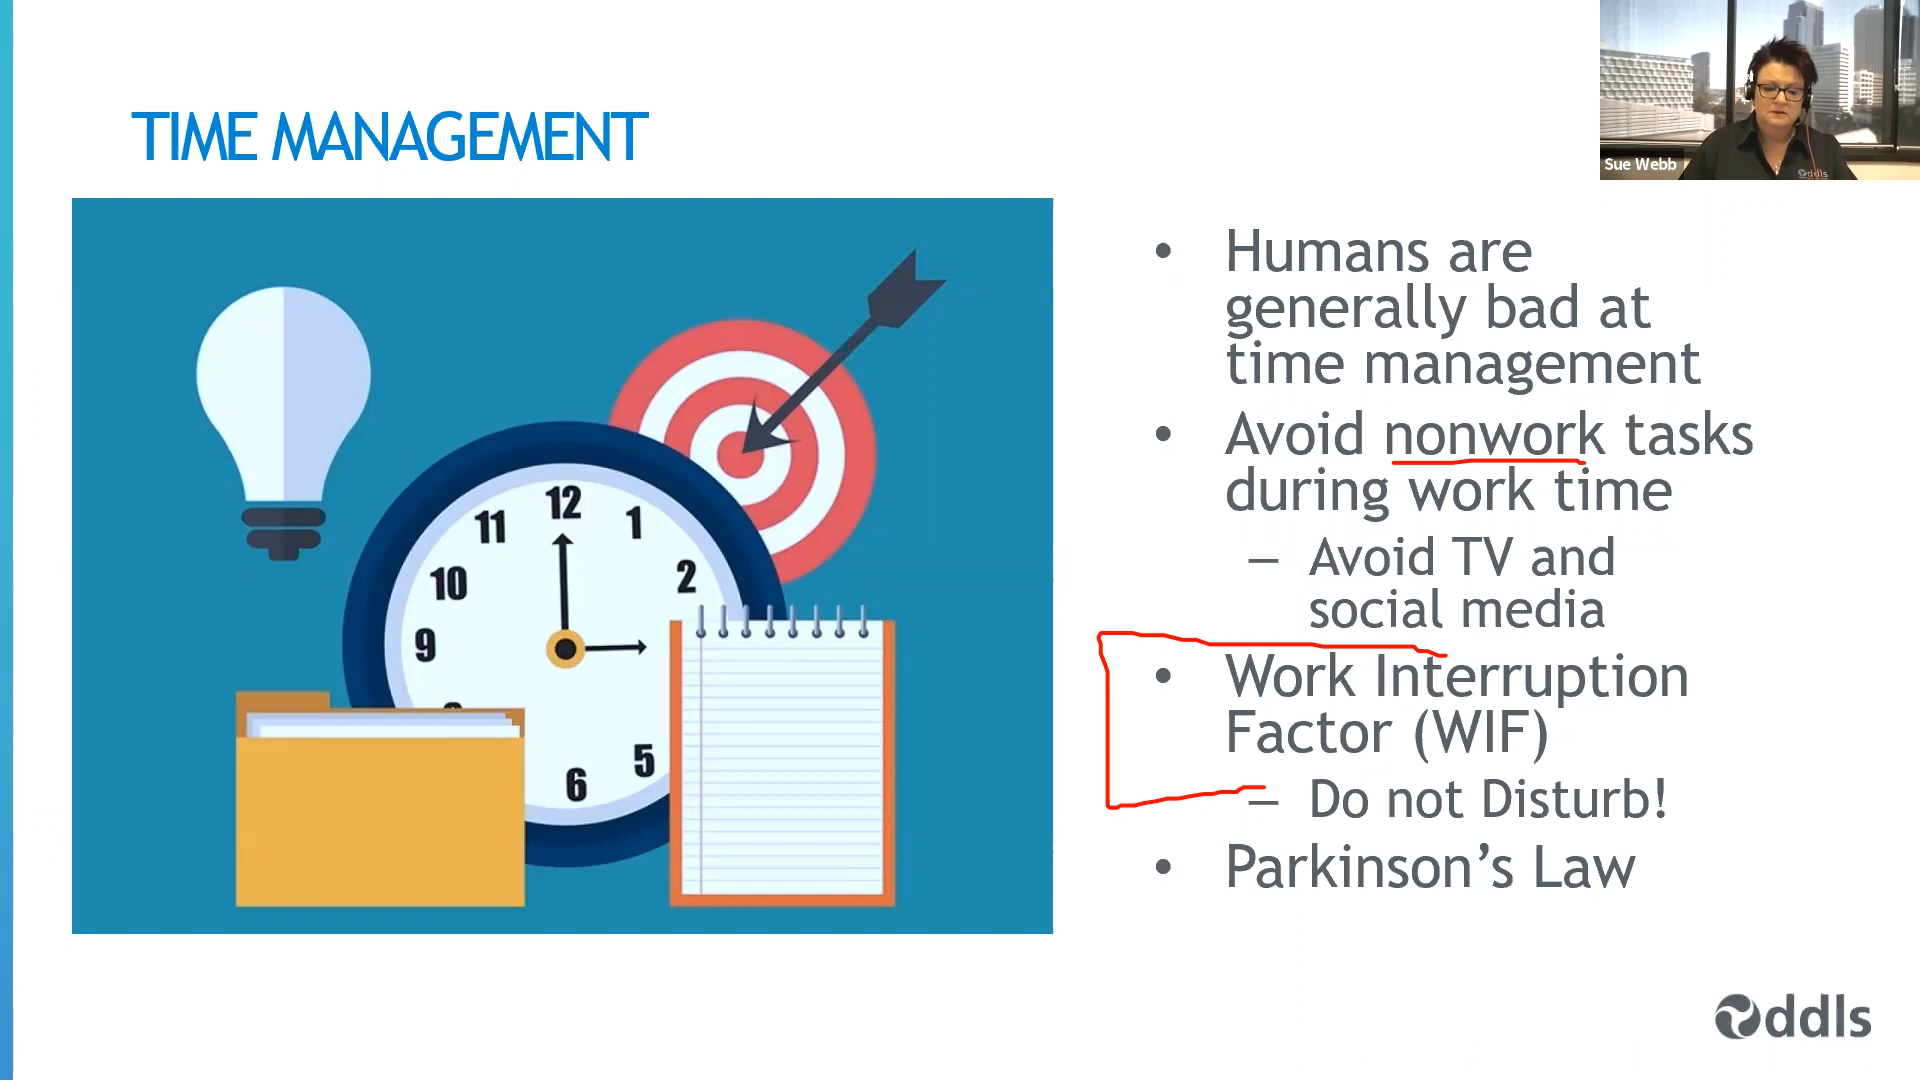 TIME MANAGEMENT
Sue Webb
ddls
• Humans are
generally bad at
time management
• Avoid nonwork tasks
during work time
– Avoid TV and
social media
• Work Interruption
Factor (WIF)
– Do not Disturb!
• Parkinson’s Law
12
11
1
10
2
9
5
6
ddls